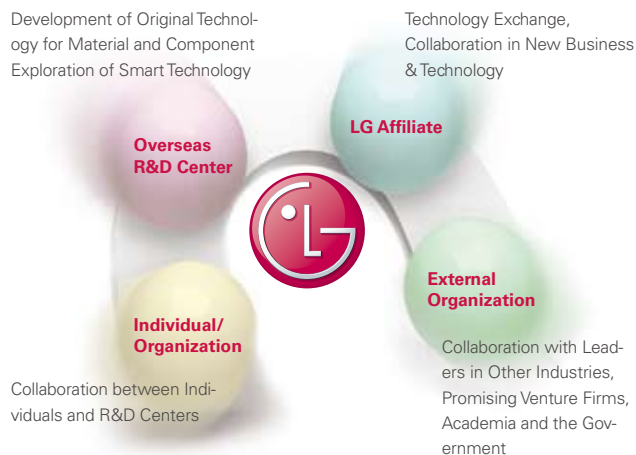 Development of Original Technol-
ogy for Material and Component
Exploration of Smart Technology
Technology Exchange,
Collaboration in New Business
& Technology
Overseas
R&D Center
LG Affiliate
LG
Individual/
Organization
External
Organization
Collaboration between Indi-
viduals and R&D Centers
Collaboration with Lead-
ers in Other Industries,
Promising Venture Firms,
Academia and the Gov-
ernment